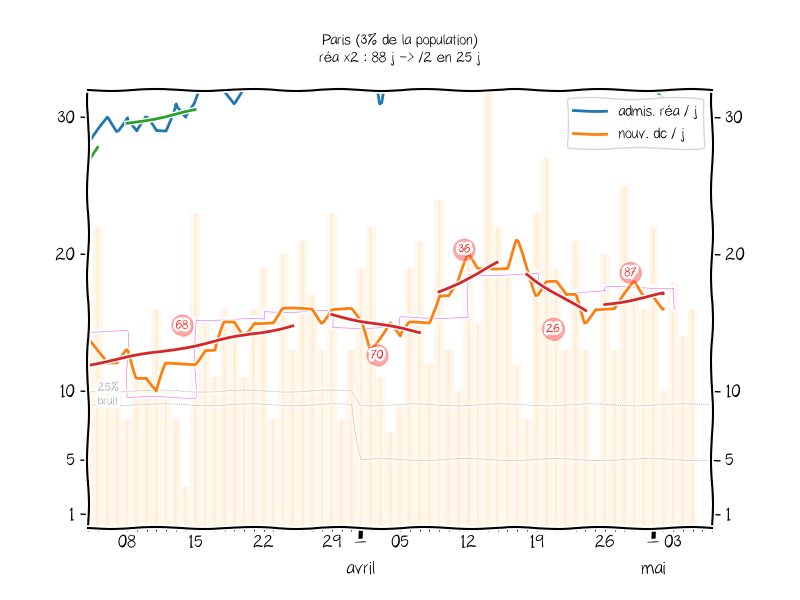 Paris (3% de la population)
réa x2 : 88 j -> /2 en 25 j
admis. réa / j
nouv. dc / j
30
30
20
20
10
10
5
5
1
1
36
87
68
26
70
25%
bruit
08 15 22 29 05 12 19 26 03
avril mai